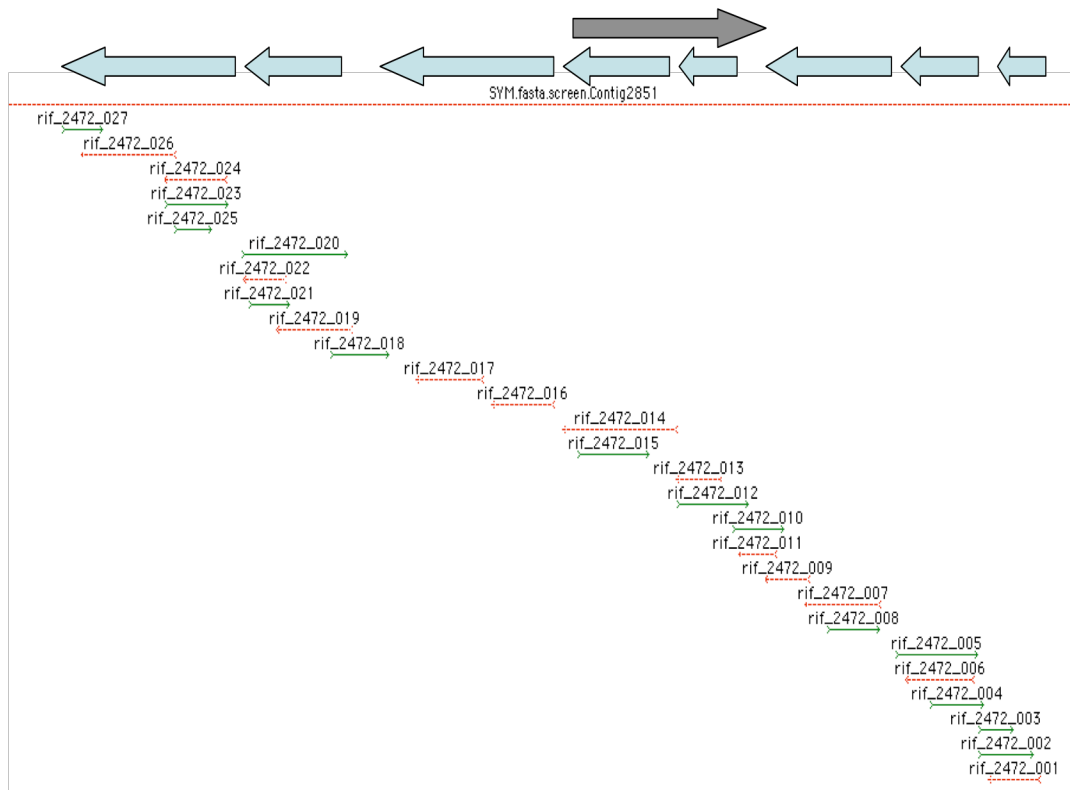 SYM.fasta.screen.Contig2851
rif_2472_027
rif_2472_026
rif_2472_024
rif_2472_023
rif_2472_025
rif_2472_020
rif_2472_022
rif_2472_021
rif_2472_019
rif_2472_018
rif_2472_017
rif_2472_016
rif_2472_014
rif_2472_015
rif_2472_013
rif_2472_012
rif_2472_010
rif_2472_011
rif_2472_009
rif_2472_007
rif_2472_008
rif_2472_005
rif_2472_006
rif_2472_004
rif_2472_003
rif_2472_002
rif_2472_001